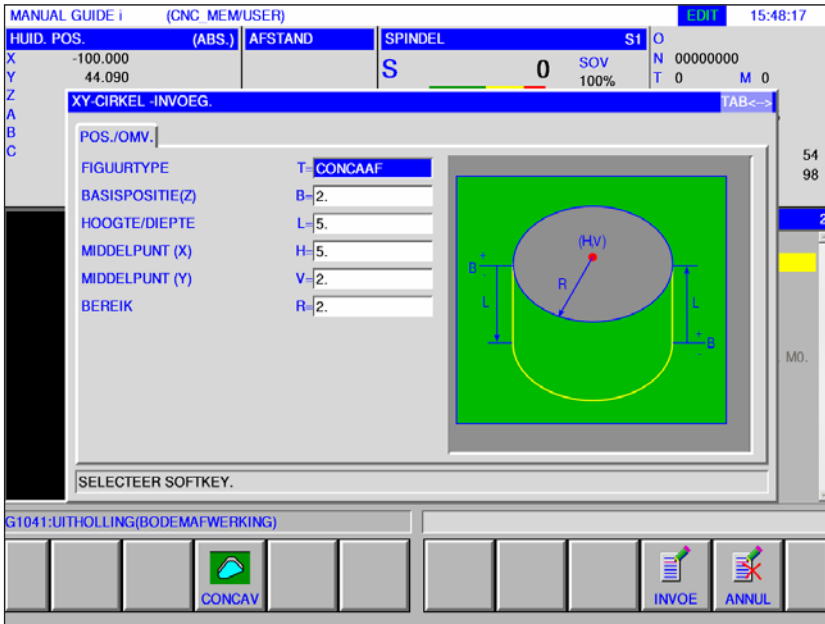 MANUAL GUIDE i (CNC_MEM/USER) EDIT 15:48:17
HUID. POS. (ABS.) AFSTAND SPINDEL S1 O
X -100.000 S 0 SOV N 00000000
Y 44.090 100% T 0 M 0
Z XY-CIRKEL -INVOEG. TAB<-->
A
B POS./OMV.
C 54
FIGUURTYPE T=CONCAAF 98
BASISPOSITIE(Z) B=2.
HOOGTE/DIEPTE L=5.
MIDDELPUNT (X) H=5.
MIDDELPUNT (Y) V=2.
BEREIK R=2.
(H,V)
+
B
-
R
L
L
+
B
-
2
M0.
SELECTEER SOFTKEY.
G1041:UITHOLLING(BODEMAFWERKING)
CONCAV INVOE ANNUL